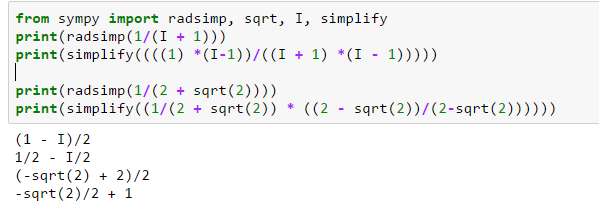 from sympy import radsimp, sqrt, I, simplify
print(radsimp(1/(I + 1)))
print(simplify((((1) *(I-1))/((I + 1) *(I - 1)))))
print(radsimp(1/(2 + sqrt(2))))
print(simplify((1/(2 + sqrt(2)) * ((2 - sqrt(2))/(2-sqrt(2))))))
(1 - I)/2
1/2 - I/2
(-sqrt(2) + 2)/2
-sqrt(2)/2 + 1